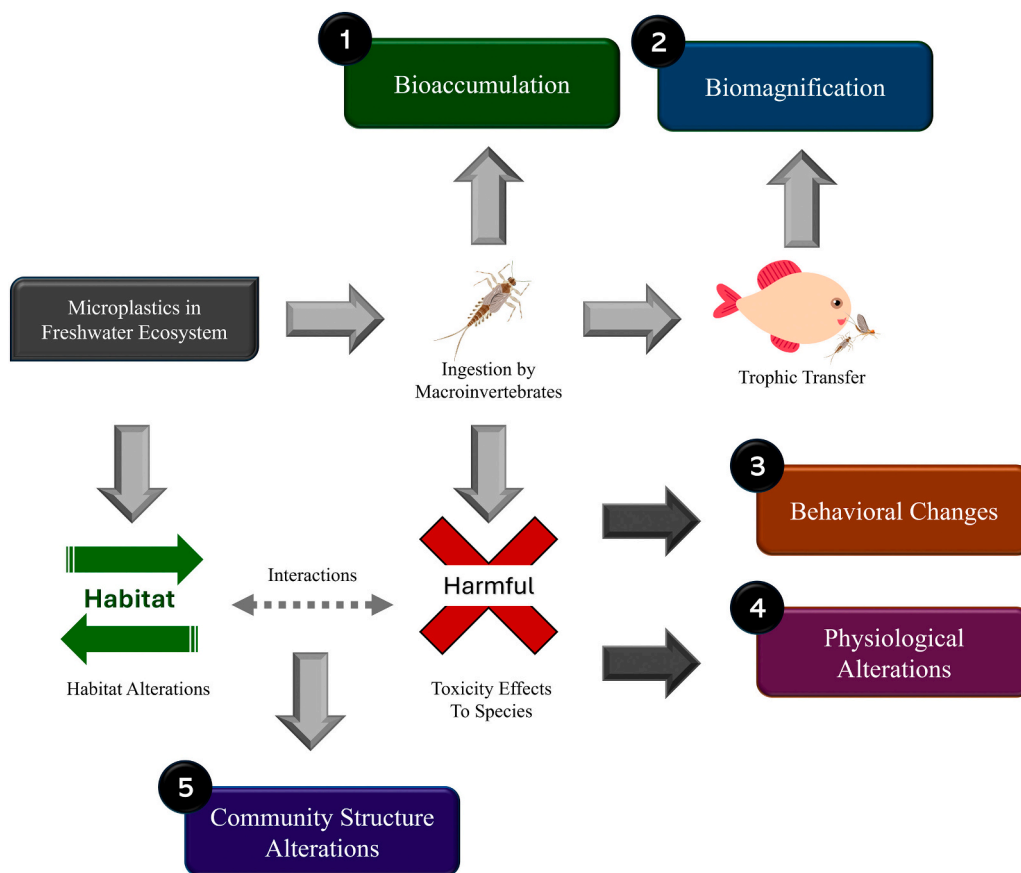 1
Bioaccumulation
2
Biomagnification
Microplastics in
Freshwater Ecosystem
Ingestion by
Macroinvertebrates
Trophic Transfer
3
Behavioral Changes
Habitat
Interactions
Harmful
4
Physiological
Alterations
Habitat Alterations
Toxicity Effects
To Species
5
Community Structure
Alterations